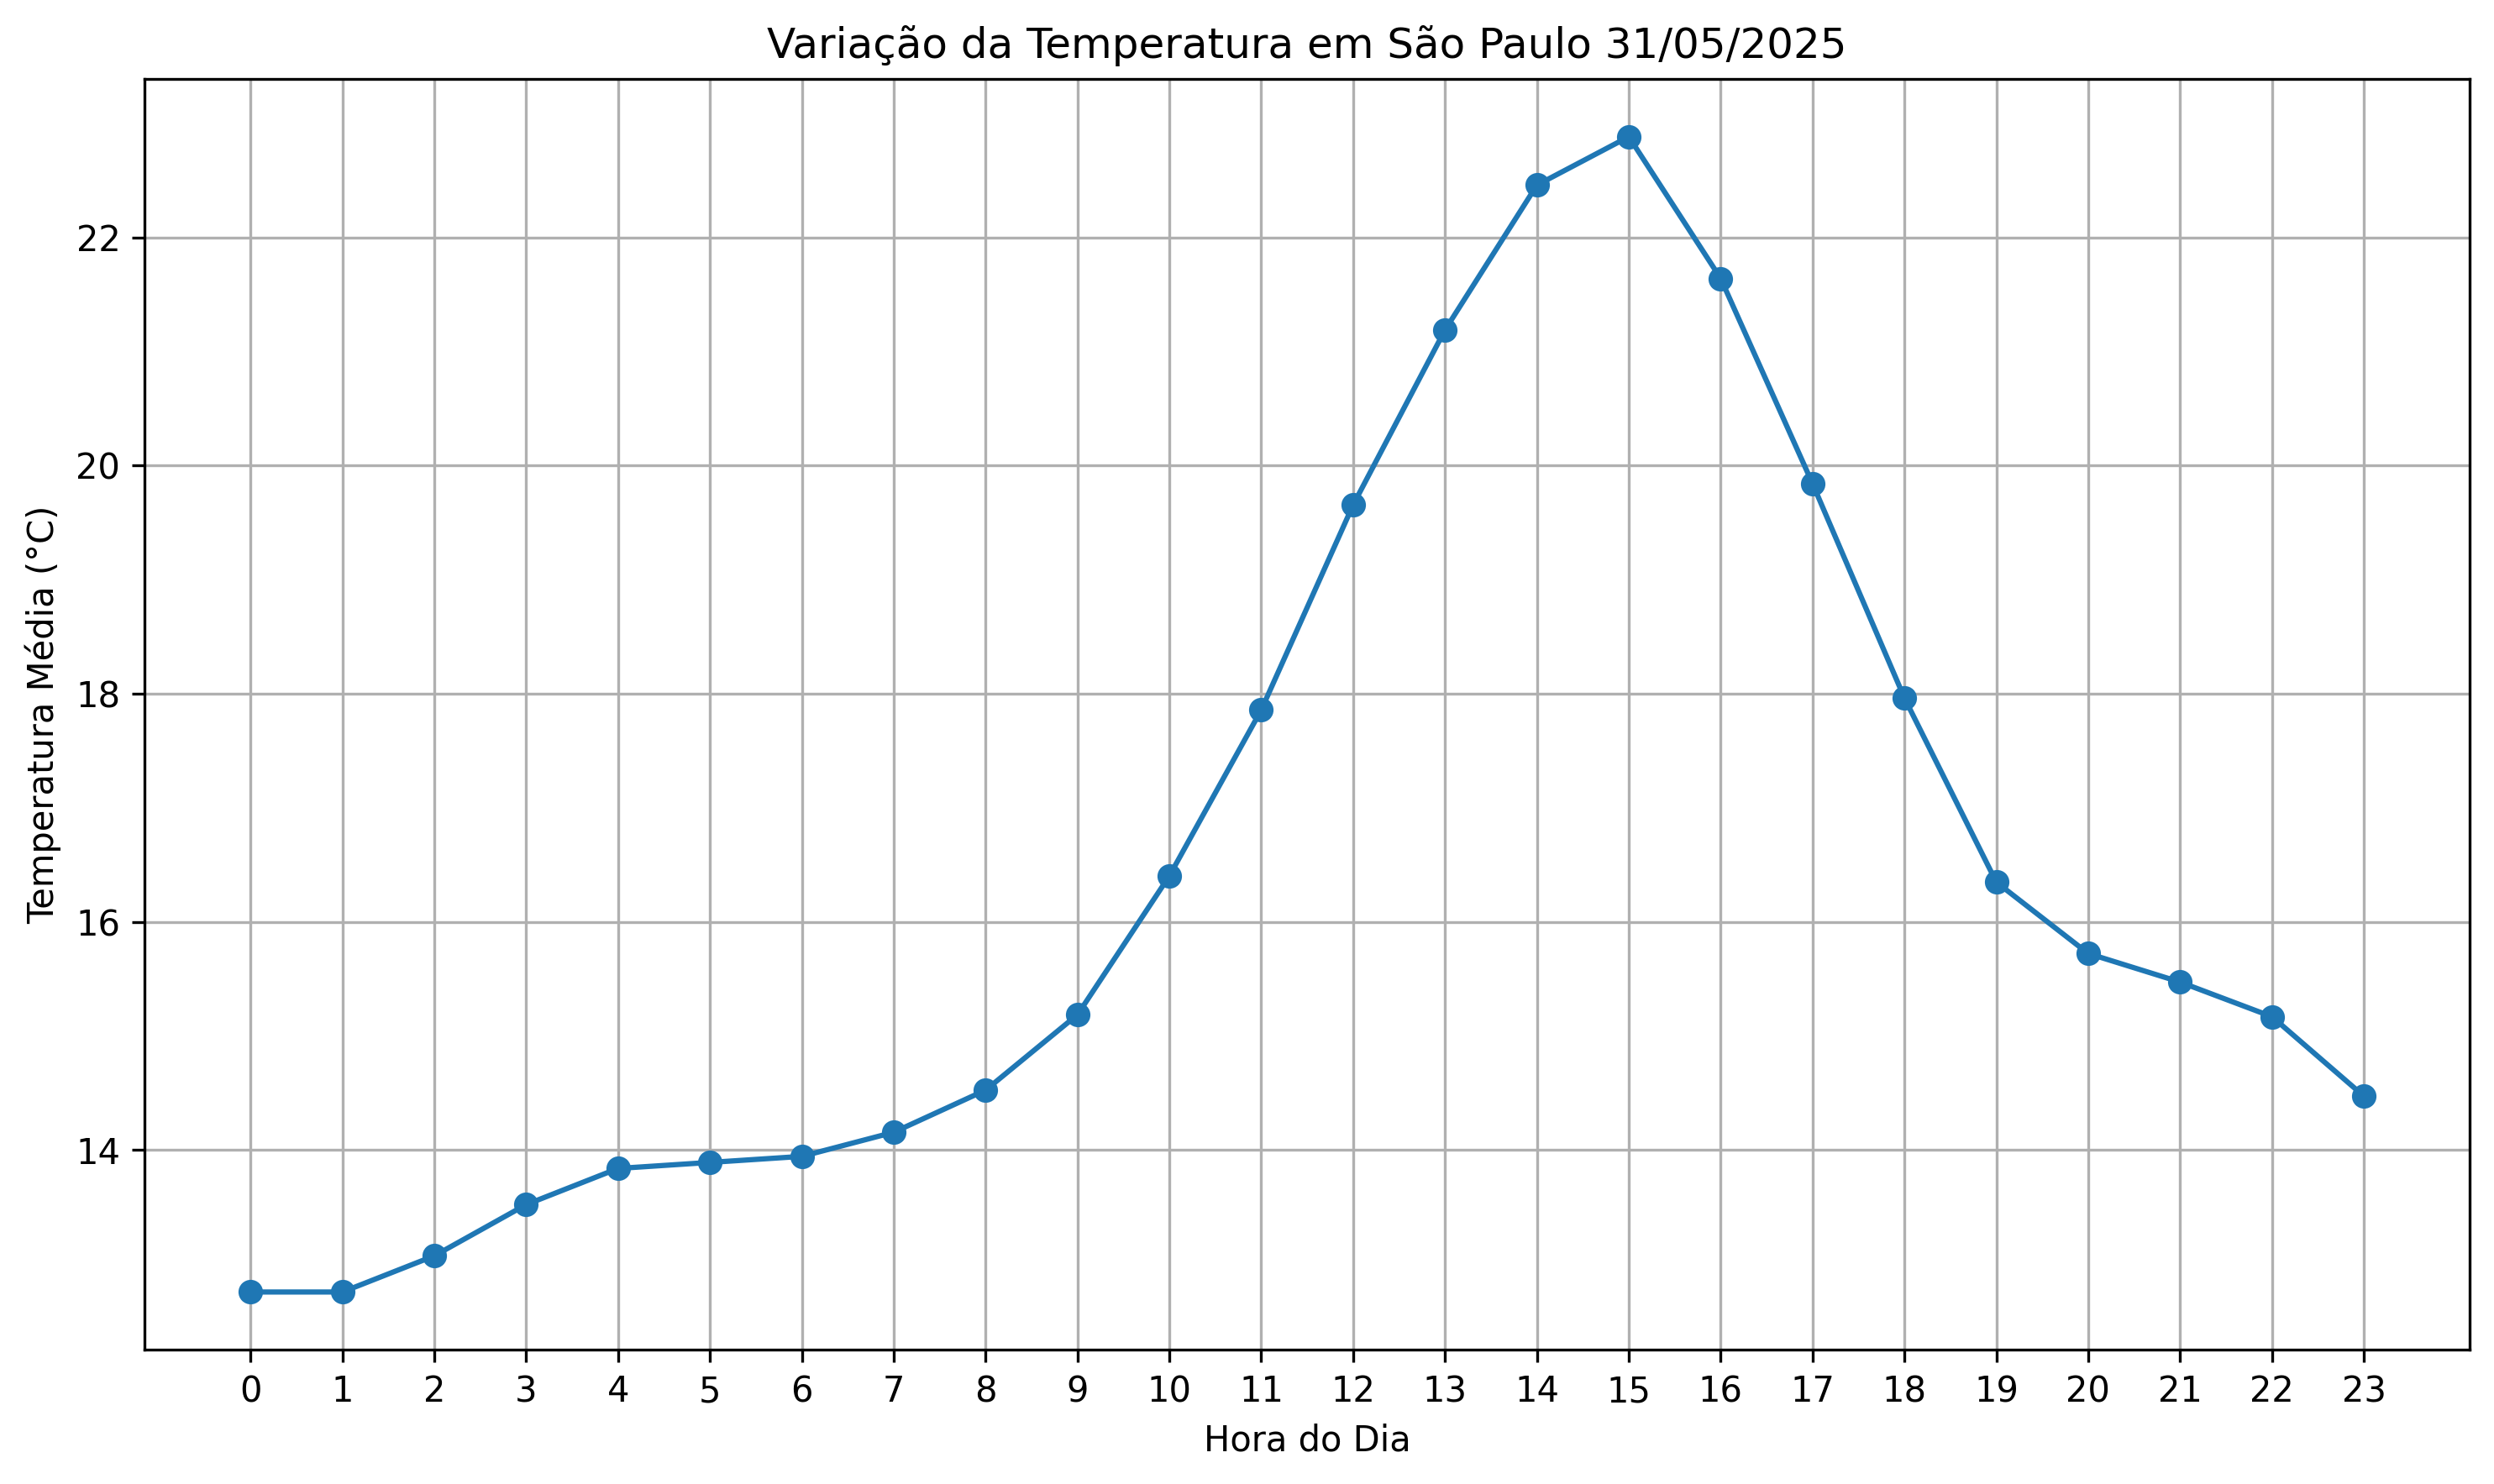 Variação da Temperatura em São Paulo 31/05/2025
Temperatura Média (°C)
22
20
18
16
14
0 1 2 3 4 5 6 7 8 9 10 11 12 13 14 15 16 17 18 19 20 21 22 23
Hora do Dia